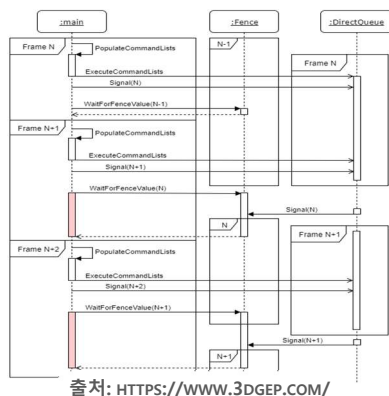 :main :Fence :DirectQueue
Frame N
PopulateCommandLists
N-1
Frame N
ExecuteCommandLists
Signal(N)
WaitForFenceValue(N-1)
Frame N+1
PopulateCommandLists
ExecuteCommandLists
Signal(N+1)
WaitForFenceValue(N)
Signal(N)
N
Frame N+1
Frame N+2
PopulateCommandLists
ExecuteCommandLists
Signal(N+2)
WaitForFenceValue(N+1)
Signal(N+1)
N+1
출처: HTTPS://WWW.3DGEP.COM/